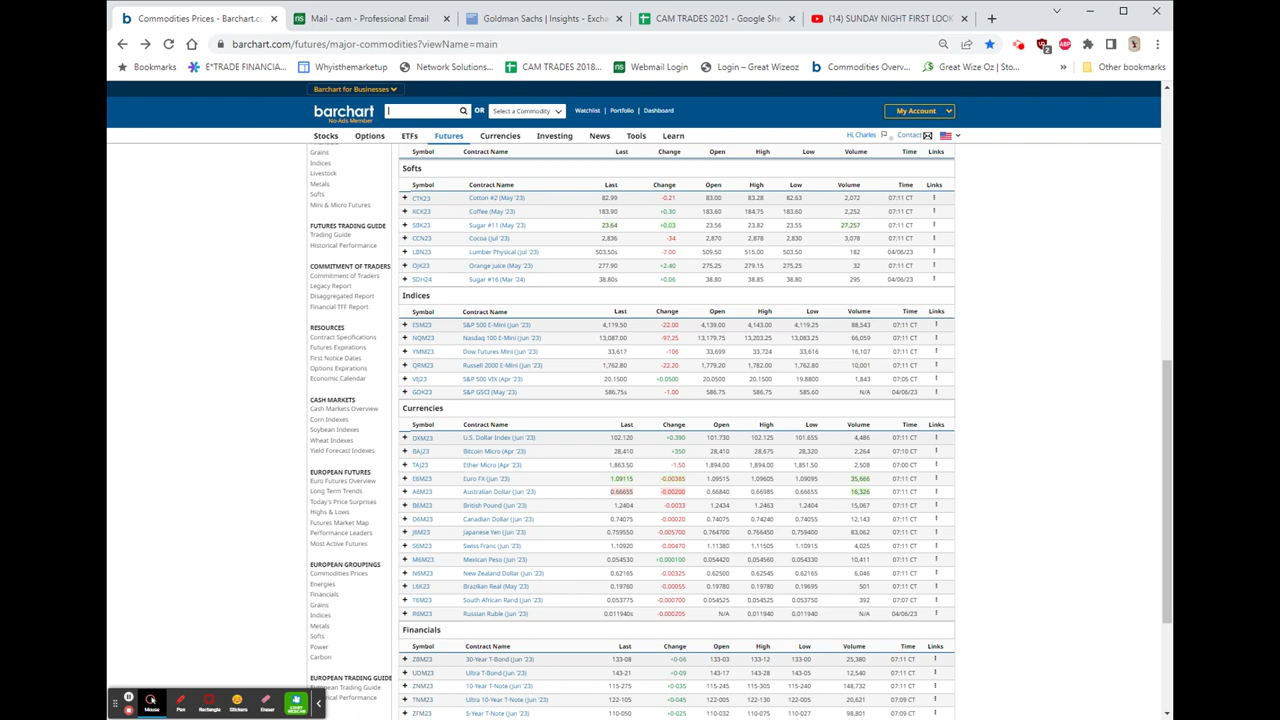 Commodities Prices - Barchart.com
Mail - cam - Professional Email
Goldman Sachs | Insights - Excha
CAM TRADES 2021 - Google She
(14) SUNDAY NIGHT FIRST LOOK
barchart.com/futures/major-commodities?viewName=main
Bookmarks
E*TRADE FINANCIA...
Whyisthemarketup
Network Solutions...
CAM TRADES 2018...
Webmail Login
Login – Great Wizeoz
Commodities Overv...
Great Wize Oz | Sto...
Other bookmarks
Barchart for Businesses
barchart
No-Ads Member
OR
Select a Commodity
Watchlist
Portfolio
Dashboard
My Account
Stocks Options ETFs Futures Currencies Investing News Tools Learn
Hi, Charles
Contact
Grains
Indices
Livestock
Metals
Softs
Mini & Micro Futures
FUTURES TRADING GUIDE
Trading Guide
Historical Performance
COMMITMENT OF TRADERS
Commitment of Traders
Legacy Report
Disaggregated Report
Financial TFF Report
RESOURCES
Contract Specifications
Futures Expirations
First Notice Dates
Options Expirations
Economic Calendar
CASH MARKETS
Cash Markets Overview
Corn Indexes
Soybean Indexes
Wheat Indexes
Yield Forecast Indexes
EUROPEAN FUTURES
Euro Futures Overview
Long Term Trends
Today's Price Surprises
Highs & Lows
Futures Market Map
Performance Leaders
Most Active Futures
EUROPEAN GROUPINGS
Commodities Prices
Energies
Financials
Grains
Indices
Metals
Softs
Power
Carbon
EUROPEAN TRADING GUIDE
European Trading Guide
Historical Performance
Symbol Contract Name Last Change Open High Low Volume Time Links
Softs
Symbol Contract Name Last Change Open High Low Volume Time Links
CTK23 Cotton #2 (May '23) 82.99 -0.21 83.00 83.28 82.63 2,072 07:11 CT
KCK23 Coffee (May '23) 183.90 +0.30 183.60 184.75 183.60 2,252 07:11 CT
SBK23 Sugar #11 (May '23) 23.64 +0.03 23.56 23.82 23.55 27,257 07:11 CT
CCN23 Cocoa (Jul '23) 2,836 -34 2,870 2,878 2,830 3,078 07:11 CT
LBN23 Lumber Physical (Jul '23) 503.50s -7.00 509.50 515.00 503.50 182 04/06/23
OJK23 Orange Juice (May '23) 277.90 +2.40 275.25 279.15 275.25 32 07:11 CT
SDH24 Sugar #16 (Mar '24) 38.80s +0.06 38.80 38.85 38.80 295 04/06/23
Indices
Symbol Contract Name Last Change Open High Low Volume Time Links
ESM23 S&P 500 E-Mini (Jun '23) 4,119.50 -22.00 4,139.00 4,143.00 4,119.25 88,543 07:11 CT
NQM23 Nasdaq 100 E-Mini (Jun '23) 13,087.00 -97.25 13,179.75 13,203.25 13,083.25 66,059 07:11 CT
YMM23 Dow Futures Mini (Jun '23) 33,617 -106 33,699 33,724 33,616 16,107 07:11 CT
QRM23 Russell 2000 E-Mini (Jun '23) 1,762.80 -22.20 1,779.20 1,782.00 1,762.80 10,001 07:11 CT
VIJ23 S&P 500 VIX (Apr '23) 20.1500 +0.0500 20.0500 20.1500 19.8800 1,843 07:05 CT
GDK23 S&P GSCI (May '23) 586.75s -1.00 586.75 586.75 585.60 N/A 04/06/23
Currencies
Symbol Contract Name Last Change Open High Low Volume Time Links
DXM23 U.S. Dollar Index (Jun '23) 102.120 +0.390 101.730 102.125 101.655 4,486 07:11 CT
BAJ23 Bitcoin Micro (Apr '23) 28,410 +350 28,410 28,675 28,320 2,264 07:10 CT
TAJ23 Ether Micro (Apr '23) 1,863.50 -1.50 1,894.00 1,894.00 1,851.50 2,508 07:00 CT
E6M23 Euro FX (Jun '23) 1.09115 -0.00385 1.09515 1.09605 1.09095 35,666 07:11 CT
A6M23 Australian Dollar (Jun '23) 0.66655 -0.00200 0.66840 0.66985 0.66645 16,326 07:11 CT
B6M23 British Pound (Jun '23) 1.2404 -0.0033 1.2434 1.2463 1.2404 15,067 07:11 CT
D6M23 Canadian Dollar (Jun '23) 0.74075 -0.00020 0.74075 0.74240 0.74055 12,143 07:11 CT
J6M23 Japanese Yen (Jun '23) 0.759550 -0.005700 0.764700 0.766450 0.759400 83,062 07:11 CT
S6M23 Swiss Franc (Jun '23) 1.10920 -0.00470 1.11380 1.11505 1.10915 4,025 07:11 CT
M6M23 Mexican Peso (Jun '23) 0.054530 +0.000100 0.054420 0.054560 0.054330 10,411 07:11 CT
N6M23 New Zealand Dollar (Jun '23) 0.62165 -0.00325 0.62500 0.62545 0.62100 6,046 07:11 CT
L6K23 Brazilian Real (May '23) 0.19760 -0.00055 0.19780 0.19780 0.19695 501 07:11 CT
T6M23 South African Rand (Jun '23) 0.053775 -0.000700 0.054525 0.054525 0.053750 392 07:07 CT
R6M23 Russian Ruble (Jun '23) 0.011940s -0.000205 N/A 0.011940 0.011940 N/A 04/06/23
Financials
Symbol Contract Name Last Change Open High Low Volume Time Links
ZBM23 30-Year T-Bond (Jun '23) 133-08 +0-06 133-03 133-12 133-00 25,380 07:11 CT
UDM23 Ultra T-Bond (Jun '23) 143-21 +0-09 143-17 143-28 143-05 12,540 07:11 CT
ZNM23 10-Year T-Note (Jun '23) 115-275 +0-035 115-245 115-305 115-240 148,732 07:11 CT
TNM23 Ultra 10-Year T-Note (Jun '23) 122-105 +0-045 122-065 122-140 122-040 27,016 07:09 CT
ZFM23 5-Year T-Note (Jun '23) 110-050 +0-025 110-027 110-067 110-027 98,801 07:09 CT
Mouse
Pen
Rectangle
Stickers
Eraser